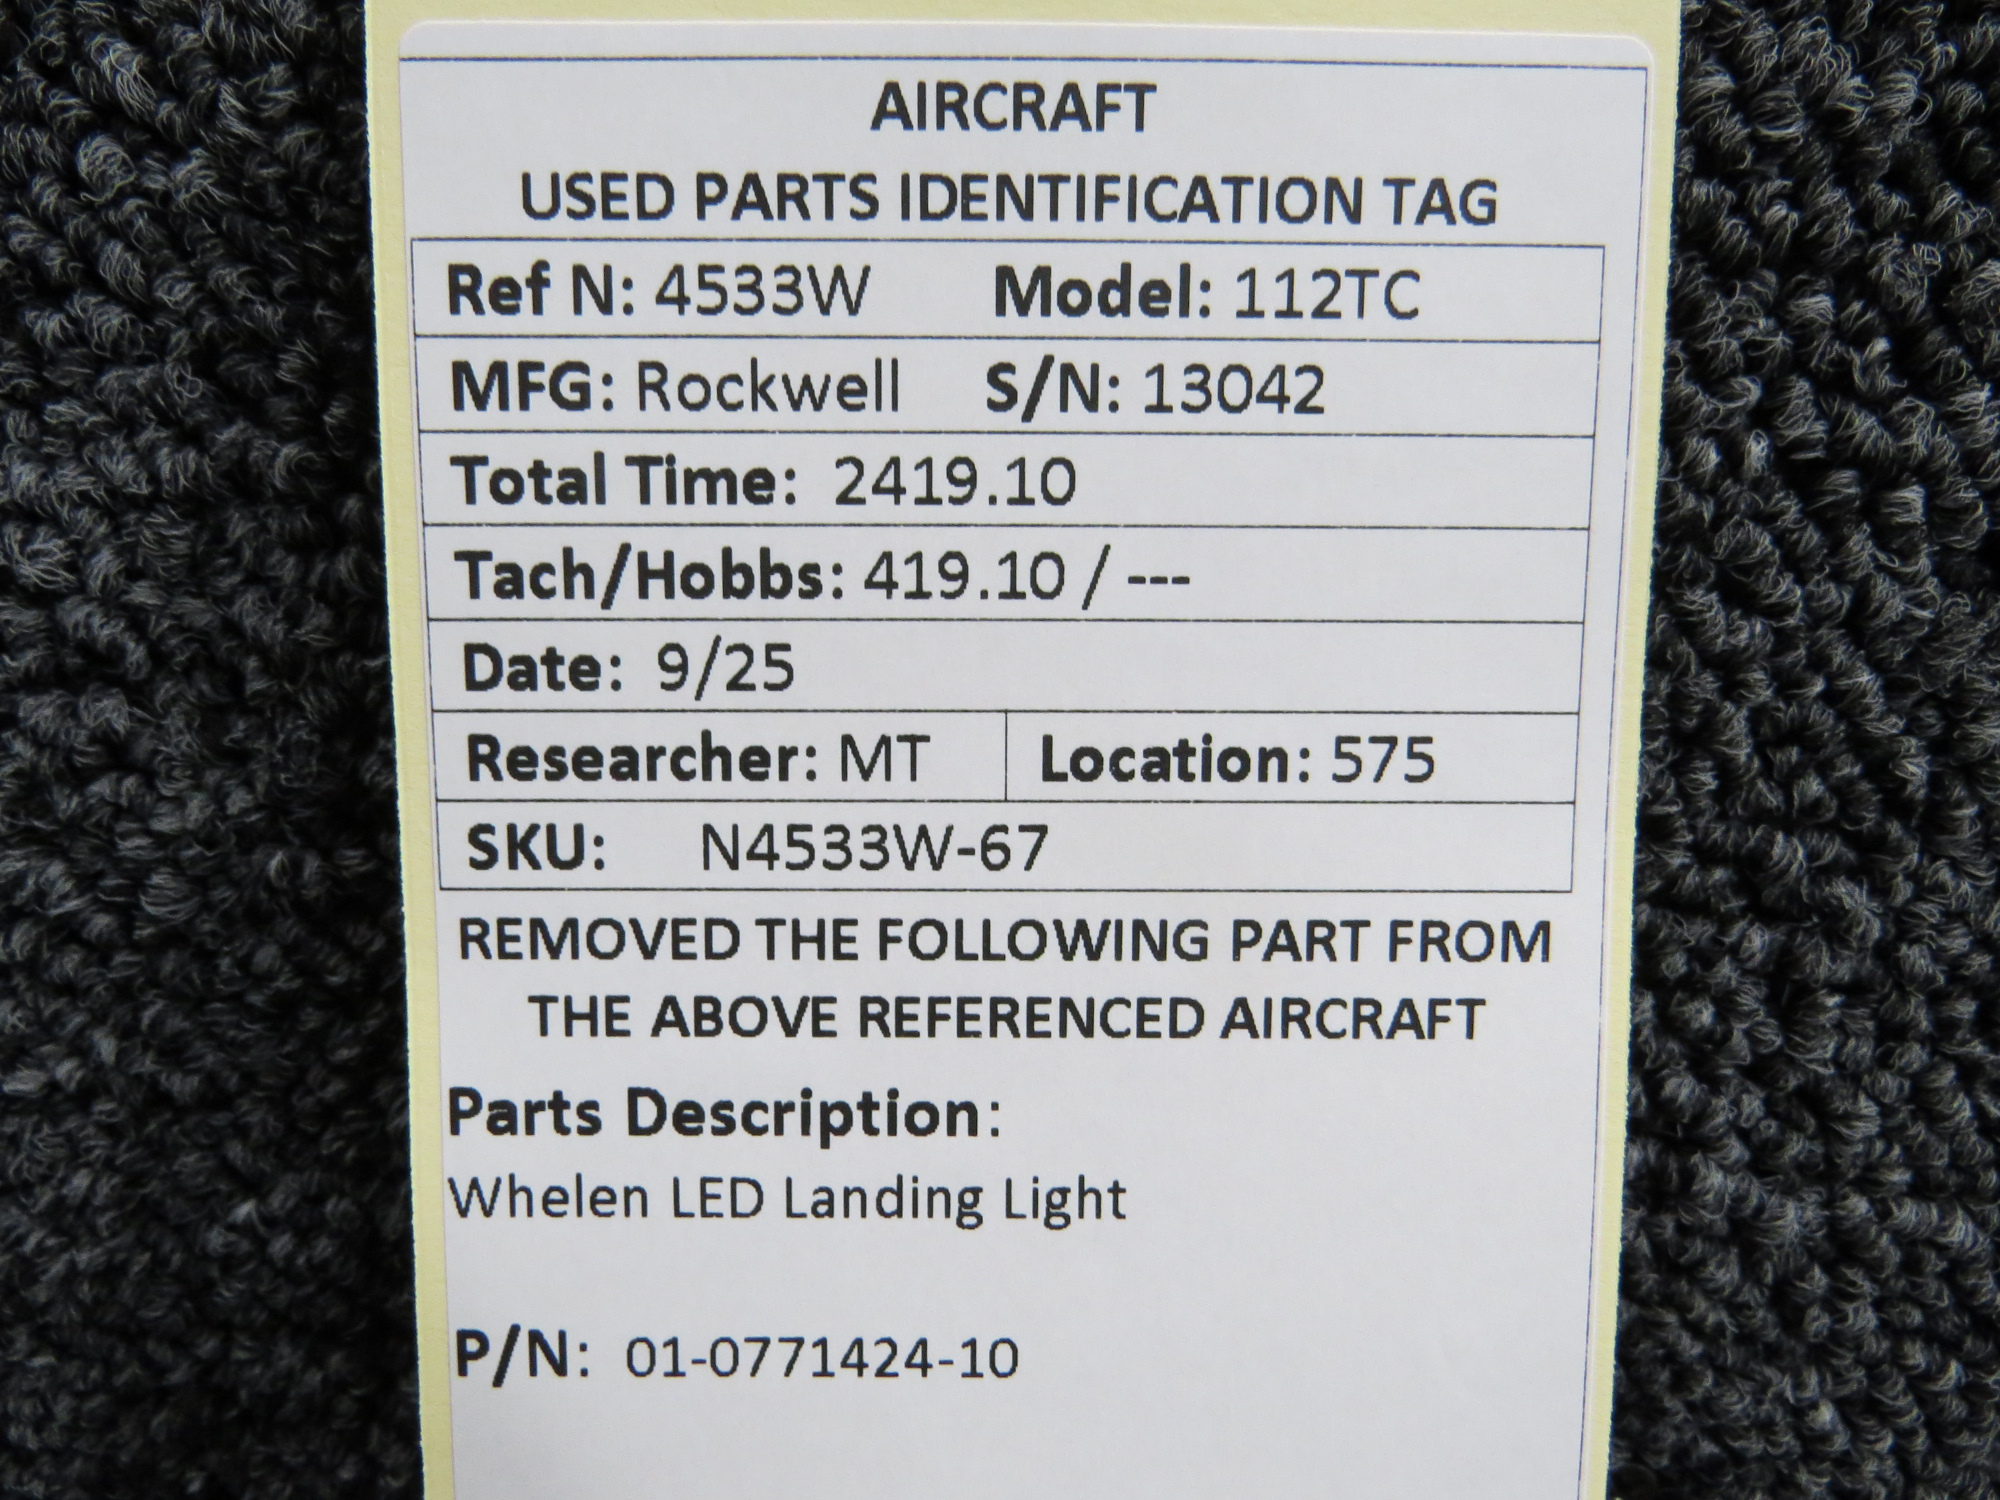 AIRCRAFT
USED PARTS IDENTIFICATION TAG
Ref N: 4533W Model: 112TC
MFG: Rockwell S/N: 13042
Total Time: 2419.10
Tach/Hobbs: 419.10 / ---
Date: 9/25
Researcher: MT Location: 575
SKU: N4533W-67
REMOVED THE FOLLOWING PART FROM
THE ABOVE REFERENCED AIRCRAFT
Parts Description:
Whelen LED Landing Light
P/N: 01-0771424-10